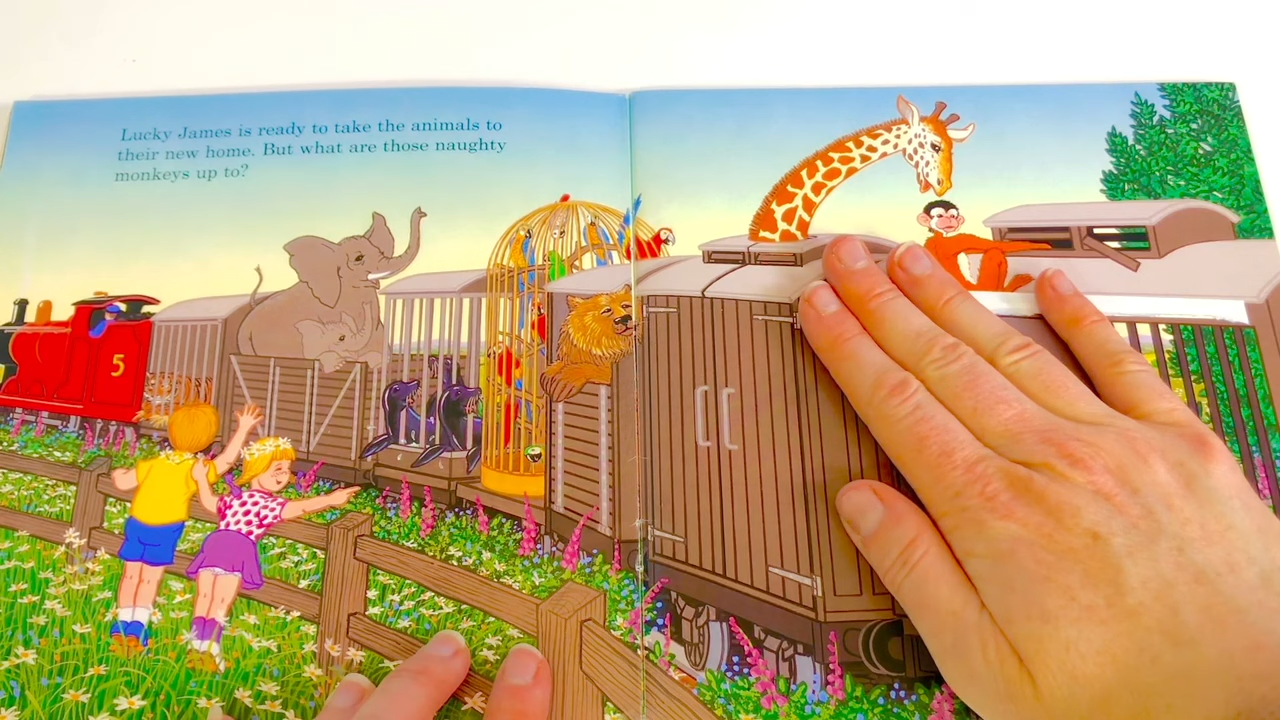 Lucky James is ready to take the animals to
their new home. But what are those naughty
monkeys up to?
5